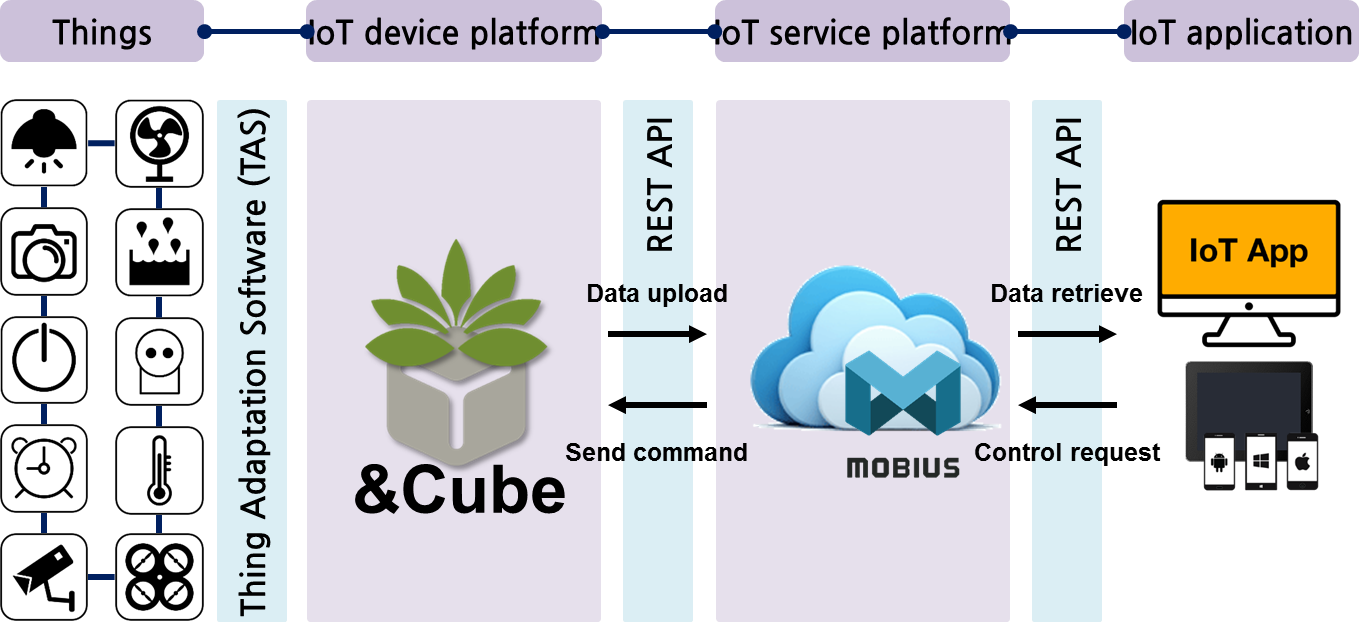 Things
IoT device platform
IoT service platform
IoT application
Thing Adaptation Software (TAS)
REST API
REST API
IoT App
Data upload
Data retrieve
Send command
Control request
&Cube
MOBIUS